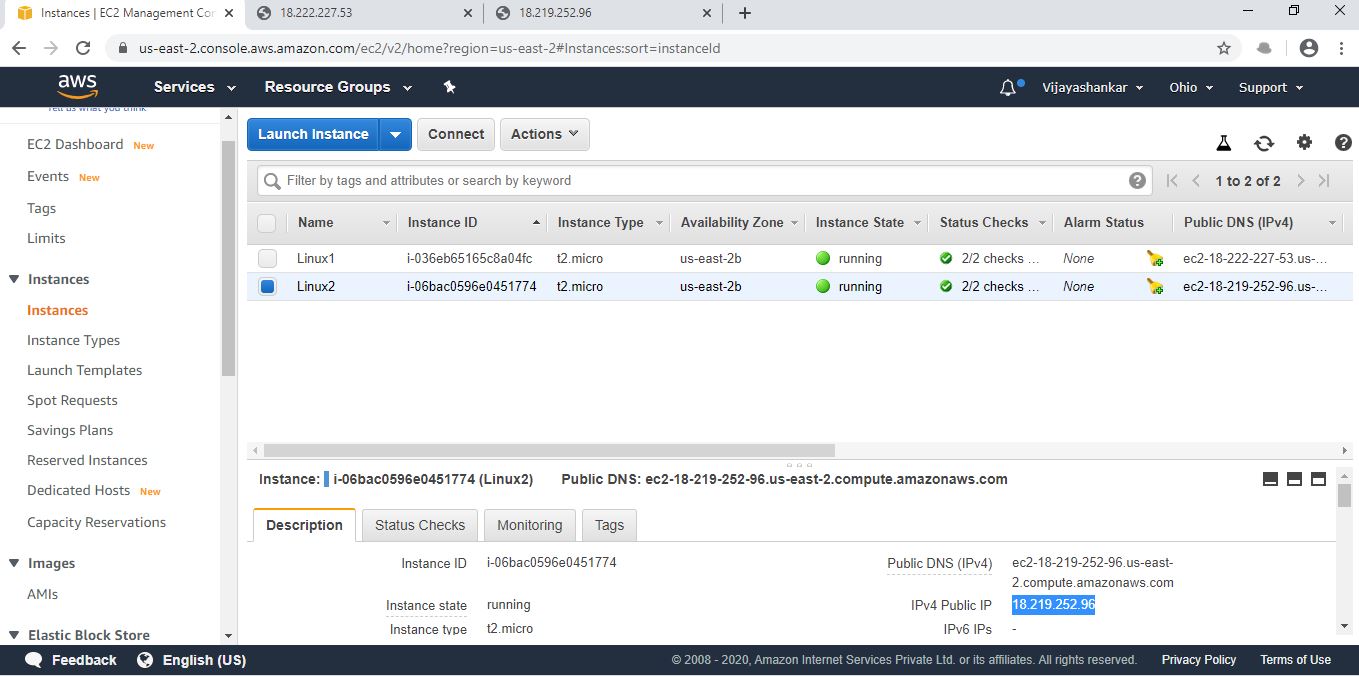 Instances | EC2 Management Cor
18.222.227.53
18.219.252.96
us-east-2.console.aws.amazon.com/ec2/v2/home?region=us-east-2#Instances:sort=instanceId
aws Services Resource Groups Vijayashankar Ohio Support
Tell us what you think
EC2 Dashboard New
Events New
Tags
Limits
Instances
Instances
Instance Types
Launch Templates
Spot Requests
Savings Plans
Reserved Instances
Dedicated Hosts New
Capacity Reservations
Images
AMIs
Elastic Block Store
Launch Instance Connect Actions
Filter by tags and attributes or search by keyword 1 to 2 of 2
Name Instance ID Instance Type Availability Zone Instance State Status Checks Alarm Status Public DNS (IPv4)
Linux1 i-036eb65165c8a04fc t2.micro us-east-2b running 2/2 checks ... None ec2-18-222-227-53.us-...
Linux2 i-06bac0596e0451774 t2.micro us-east-2b running 2/2 checks ... None ec2-18-219-252-96.us-...
Instance: i-06bac0596e0451774 (Linux2) Public DNS: ec2-18-219-252-96.us-east-2.compute.amazonaws.com
Description Status Checks Monitoring Tags
Instance ID i-06bac0596e0451774
Instance state running
Instance type t2.micro
Public DNS (IPv4) ec2-18-219-252-96.us-east-
2.compute.amazonaws.com
IPv4 Public IP 18.219.252.96
IPv6 IPs -
Feedback English (US) © 2008 - 2020, Amazon Internet Services Private Ltd. or its affiliates. All rights reserved. Privacy Policy Terms of Use